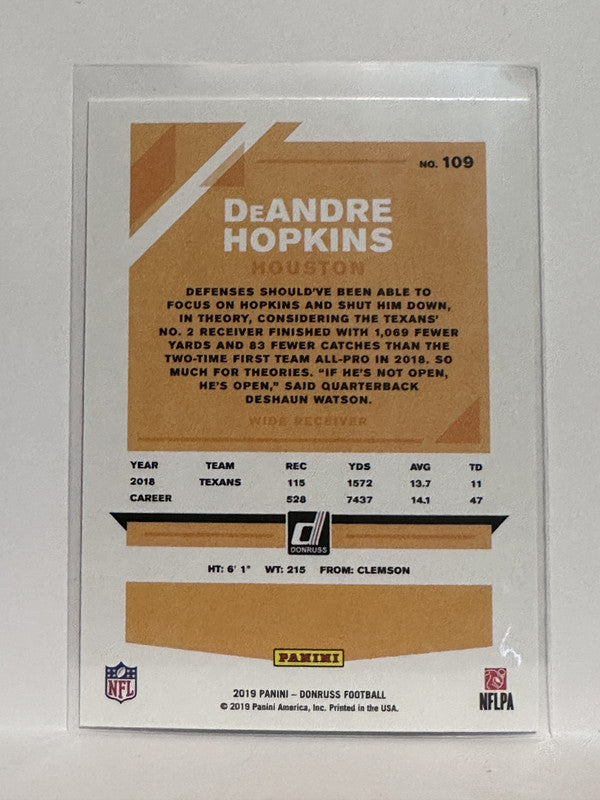 NO. 109
DeANDRE
HOPKINS
HOUSTON
DEFENSES SHOULD'VE BEEN ABLE TO
FOCUS ON HOPKINS AND SHUT HIM DOWN,
IN THEORY, CONSIDERING THE TEXANS'
NO. 2 RECEIVER FINISHED WITH 1,069 FEWER
YARDS AND 83 FEWER CATCHES THAN THE
TWO-TIME FIRST TEAM ALL-PRO IN 2018. SO
MUCH FOR THEORIES. "IF HE'S NOT OPEN,
HE'S OPEN," SAID QUARTERBACK
DESHAUN WATSON.
WIDE RECEIVER
YEAR TEAM REC YDS AVG TD
2018 TEXANS 115 1572 13.7 11
CAREER 528 7437 14.1 47
d
DONRUSS
HT: 6' 1" WT: 215 FROM: CLEMSON
PANINI
NFL
NFLPA
2019 PANINI – DONRUSS FOOTBALL
© 2019 Panini America, Inc. Printed in the USA.